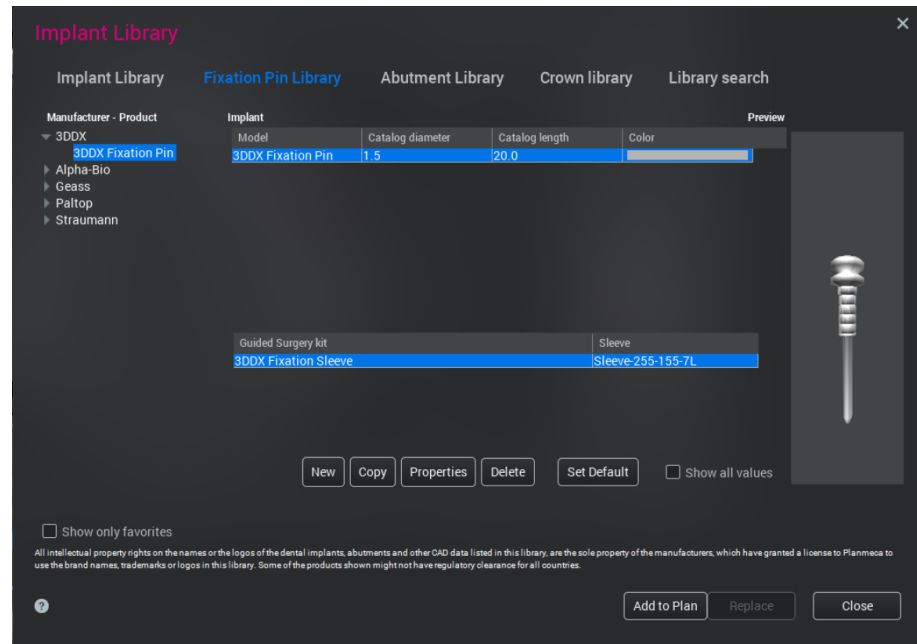 Implant Library
Implant Library Fixation Pin Library Abutment Library Crown library Library search
Manufacturer - Product Implant Preview
3DDX
3DDX Fixation Pin
Alpha-Bio
Geass
Paltop
Straumann
Model Catalog diameter Catalog length Color
3DDX Fixation Pin 1.5 20.0
Guided Surgery kit Sleeve
3DDX Fixation Sleeve Sleeve-255-155-7L
New Copy Properties Delete Set Default Show all values
Show only favorites
All intellectual property rights on the names or the logos of the dental implants, abutments and other CAD data listed in this library, are the sole property of the manufacturers, which have granted a license to Planmeca to
use the brand names, trademarks or logos in this library. Some of the products shown might not have regulatory clearance for all countries.
? Add to Plan Replace Close